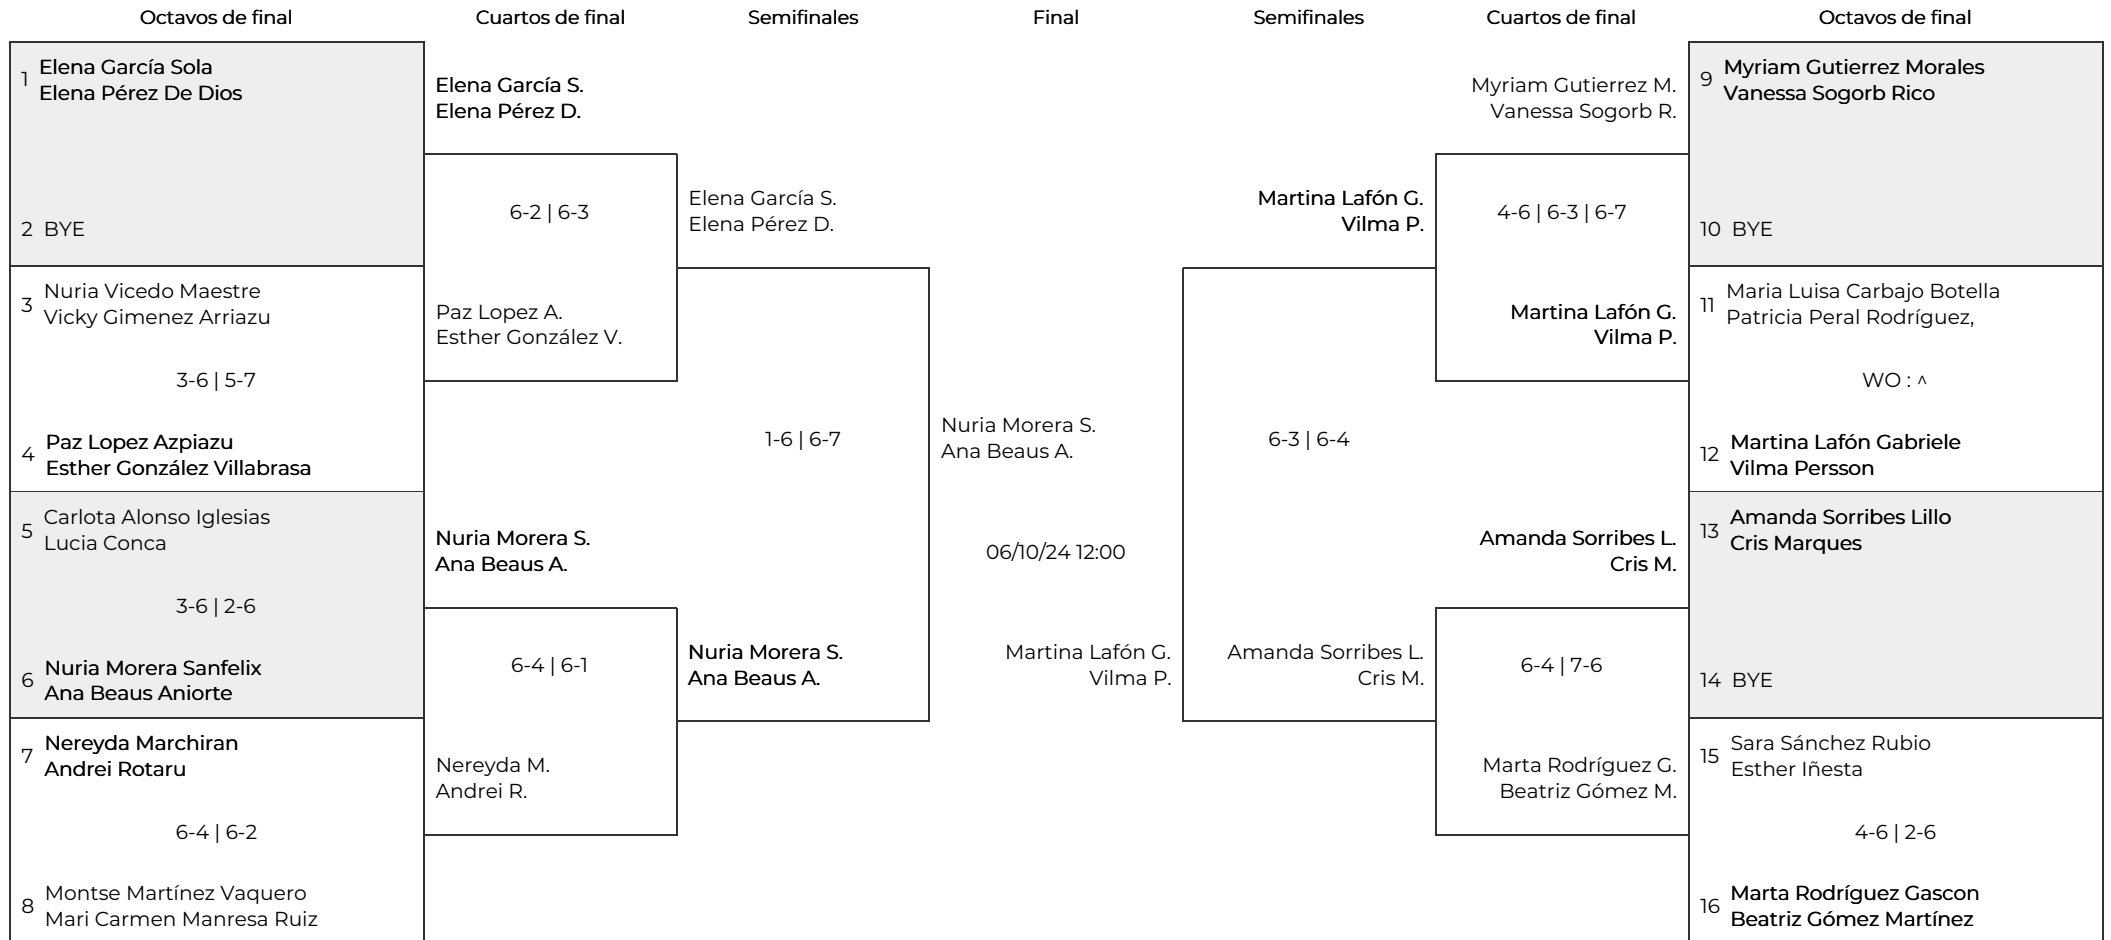 Octavos de final
Cuartos de final
Semifinales
Final
Semifinales
Cuartos de final
Octavos de final
1
Elena García Sola
Elena Pérez De Dios
2 BYE
3
Nuria Vicedo Maestre
Vicky Gimenez Arriazu
3-6 | 5-7
4
Paz Lopez Azpiazu
Esther González Villabrasa
5
Carlota Alonso Iglesias
Lucia Conca
3-6 | 2-6
6
Nuria Morera Sanfelix
Ana Beaus Aniorte
7
Nereyda Marchiran
Andrei Rotaru
6-4 | 6-2
8
Montse Martínez Vaquero
Mari Carmen Manresa Ruiz
Elena García S.
Elena Pérez D.
6-2 | 6-3
Paz Lopez A.
Esther González V.
Nuria Morera S.
Ana Beaus A.
6-4 | 6-1
Nereyda M.
Andrei R.
Elena García S.
Elena Pérez D.
1-6 | 6-7
Nuria Morera S.
Ana Beaus A.
Nuria Morera S.
Ana Beaus A.
06/10/24 12:00
Martina Lafón G.
Vilma P.
Martina Lafón G.
Vilma P.
6-3 | 6-4
Amanda Sorribes L.
Cris M.
Myriam Gutierrez M.
Vanessa Sogorb R.
4-6 | 6-3 | 6-7
Martina Lafón G.
Vilma P.
Amanda Sorribes L.
Cris M.
6-4 | 7-6
Marta Rodríguez G.
Beatriz Gómez M.
9
Myriam Gutierrez Morales
Vanessa Sogorb Rico
10 BYE
11
Maria Luisa Carbajo Botella
Patricia Peral Rodríguez,
WO : ^
12
Martina Lafón Gabriele
Vilma Persson
13
Amanda Sorribes Lillo
Cris Marques
14 BYE
15
Sara Sánchez Rubio
Esther Iñesta
4-6 | 2-6
16
Marta Rodríguez Gascon
Beatriz Gómez Martínez